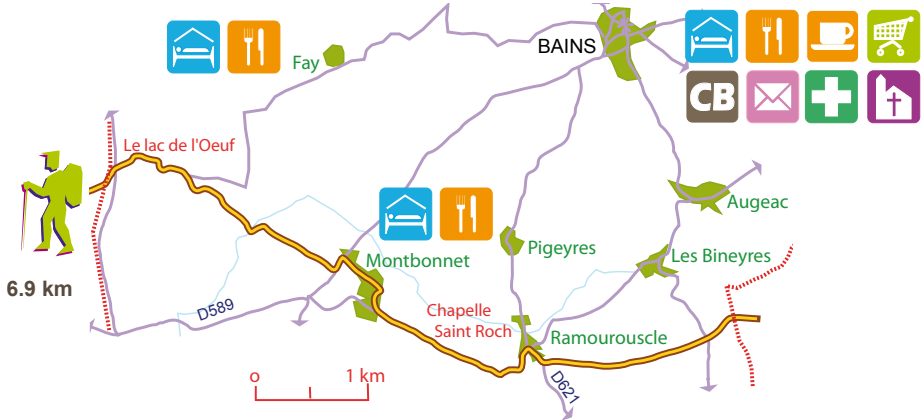 BAINS
Fay
CB
Le lac de l'Oeuf
Augeac
Montbonnet
Pigeyres
Les Bineyres
6.9 km
D589
Chapelle
Saint Roch
Ramourouscle
o
1 km
D621